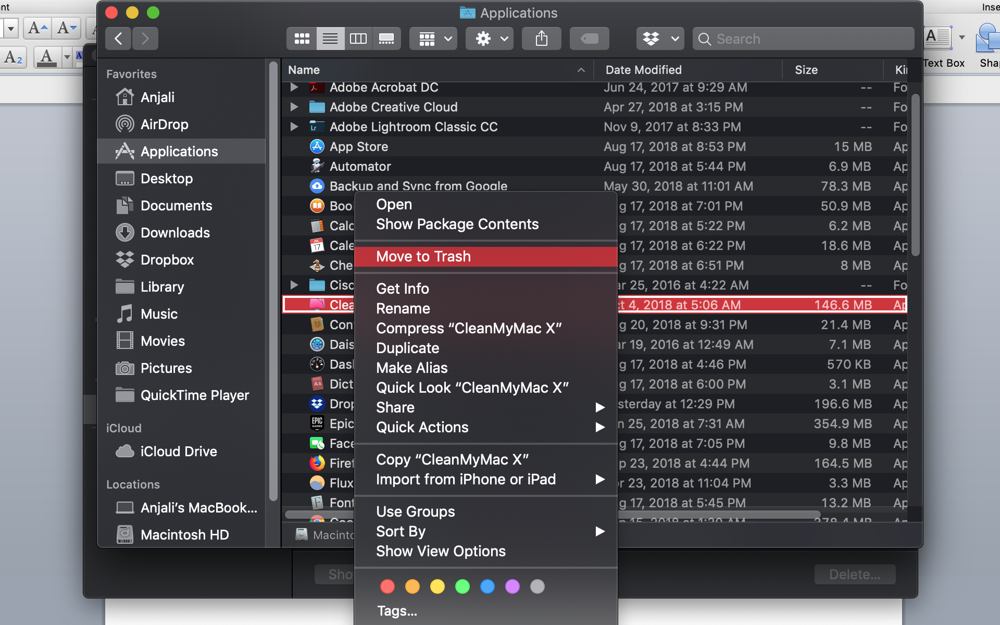 nt
Inse
Applications
Search
Text Box
Sha
Favorites
Anjali
AirDrop
Applications
Desktop
Documents
Downloads
Dropbox
Library
Music
Movies
Pictures
QuickTime Player
iCloud
iCloud Drive
Locations
Anjali’s MacBook...
Macintosh HD
Name Date Modified Size Ki
Adobe Acrobat DC Jun 24, 2017 at 9:29 AM -- Fo
Adobe Creative Cloud Apr 27, 2018 at 3:15 PM -- Fo
Adobe Lightroom Classic CC Nov 9, 2017 at 8:33 PM -- Fo
App Store Aug 17, 2018 at 8:53 PM 15 MB Ap
Automator Aug 17, 2018 at 5:44 PM 6.9 MB Ap
Backup and Sync from Google May 30, 2018 at 11:01 AM 78.3 MB Ap
Boo g 17, 2018 at 7:01 PM 50.9 MB Ap
Calc g 17, 2018 at 5:22 PM 6.2 MB Ap
Cale g 17, 2018 at 6:22 PM 18.6 MB Ap
Che g 17, 2018 at 6:51 PM 8 MB Ap
Cisc ar 25, 2016 at 4:22 AM -- Fo
Clea ct 4, 2018 at 5:06 AM 146.6 MB Ap
Con g 20, 2018 at 9:31 PM 21.4 MB Ap
Dais ar 19, 2016 at 12:49 AM 7.1 MB Ap
Dash g 17, 2018 at 4:46 PM 570 KB Ap
Dict g 17, 2018 at 6:00 PM 3.1 MB Ap
Drop sterday at 12:29 PM 196.6 MB Ap
Epic n 25, 2018 at 7:31 AM 354.9 MB Ap
Face g 17, 2018 at 7:05 PM 9.8 MB Ap
Firef p 23, 2018 at 4:44 PM 164.5 MB Ap
Flux r 23, 2018 at 11:04 PM 3.3 MB Ap
Font g 17, 2018 at 5:45 PM 13.2 MB Ap
Goo p 15, 2018 at 1:30 AM 378.4 MB Ap
Macinto
Open
Show Package Contents
Move to Trash
Get Info
Rename
Compress “CleanMyMac X”
Duplicate
Make Alias
Quick Look “CleanMyMac X”
Share
Quick Actions
Copy “CleanMyMac X”
Import from iPhone or iPad
Use Groups
Sort By
Show View Options
Tags...
Sho
Delete...